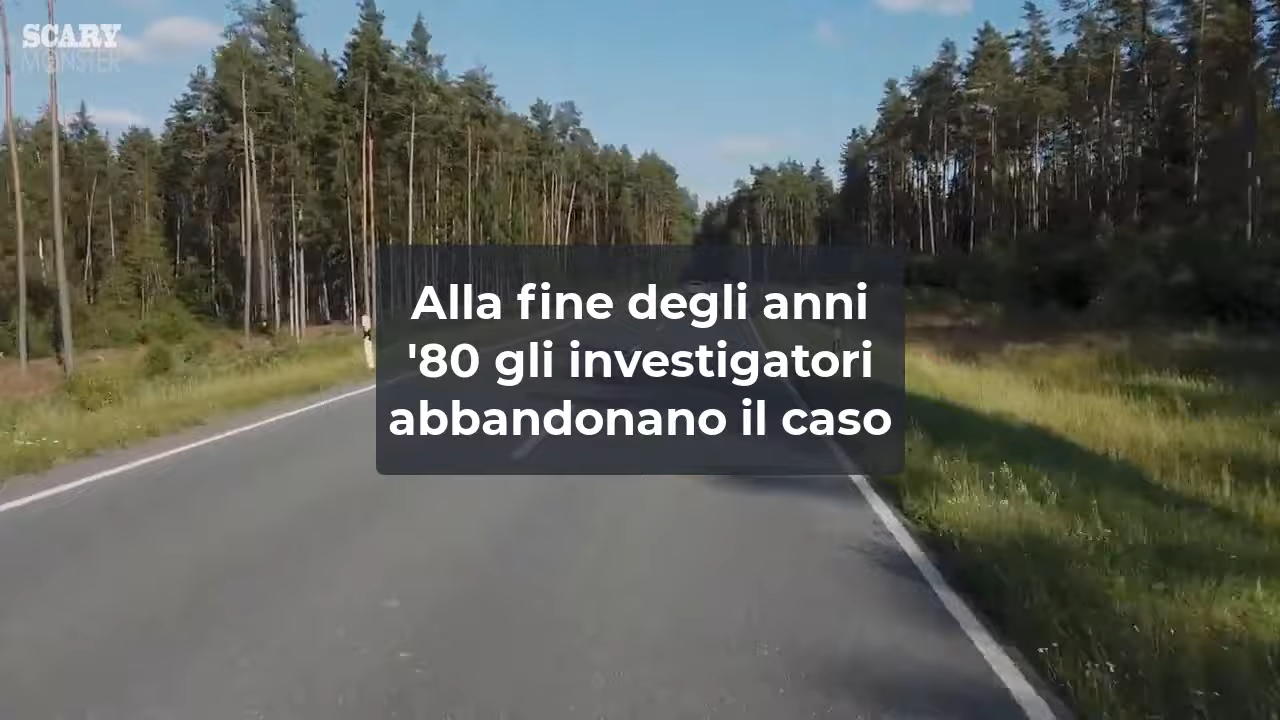 SCARY
MONSTER
Alla fine degli anni
'80 gli investigatori
abbandonano il caso